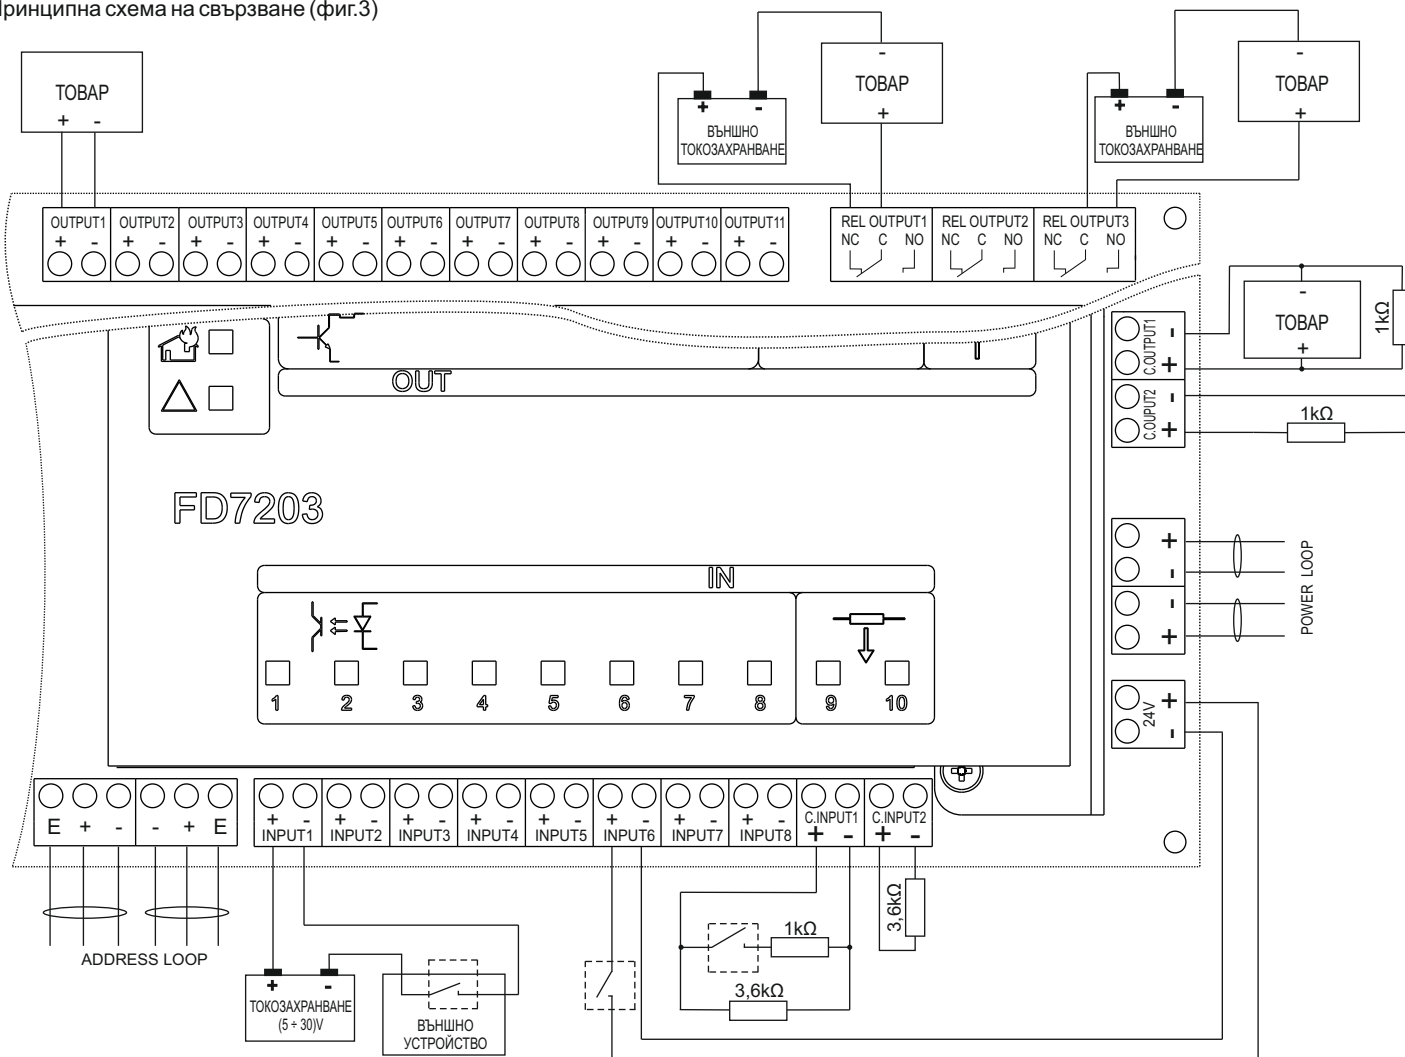 Принципна схема на свързване (фиг.3)
ТОВАР
+ -
-
ТОВАР
+
+ -
ВЪНШНО
ТОКОЗАХРАНВАНЕ
-
ТОВАР
+
+ -
ВЪНШНО
ТОКОЗАХРАНВАНЕ
OUTPUT1 OUTPUT2 OUTPUT3 OUTPUT4 OUTPUT5 OUTPUT6 OUTPUT7 OUTPUT8 OUTPUT9 OUTPUT10 OUTPUT11
+ - + - + - + - + - + - + - + - + - + - + -
REL OUTPUT1 REL OUTPUT2 REL OUTPUT3
NC C NO NC C NO NC C NO
C.OUTPUT1
- +
C.OUPUT2
- +
-
ТОВАР
+
1kΩ
1kΩ
OUT
FD7203
IN
1 2 3 4 5 6 7 8 9 10
+
-
-
+
POWER LOOP
24V
+
-
E + - - + E
ADDRESS LOOP
+ - + - + - + - + - + - + - + -
INPUT1 INPUT2 INPUT3 INPUT4 INPUT5 INPUT6 INPUT7 INPUT8
C.INPUT1 C.INPUT2
+ - + -
3,6kΩ
1kΩ
3,6kΩ
+ -
ТОКОЗАХРАНВАНЕ
(5 ÷ 30)V
ВЪНШНО
УСТРОЙСТВО